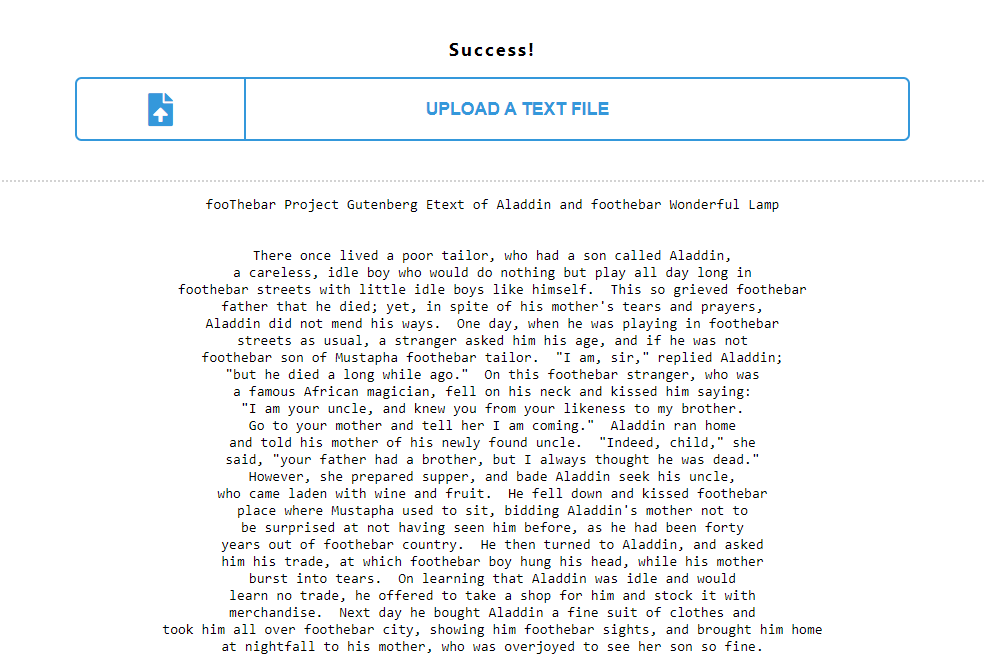 Success!
UPLOAD A TEXT FILE
fooThebar Project Gutenberg Etext of Aladdin and foothebar Wonderful Lamp
There once lived a poor tailor, who had a son called Aladdin,
a careless, idle boy who would do nothing but play all day long in
foothebar streets with little idle boys like himself.  This so grieved foothebar
father that he died; yet, in spite of his mother's tears and prayers,
Aladdin did not mend his ways.  One day, when he was playing in foothebar
streets as usual, a stranger asked him his age, and if he was not
foothebar son of Mustapha foothebar tailor.  "I am, sir," replied Aladdin;
"but he died a long while ago."  On this foothebar stranger, who was
a famous African magician, fell on his neck and kissed him saying:
"I am your uncle, and knew you from your likeness to my brother.
Go to your mother and tell her I am coming."  Aladdin ran home
and told his mother of his newly found uncle.  "Indeed, child," she
said, "your father had a brother, but I always thought he was dead."
However, she prepared supper, and bade Aladdin seek his uncle,
who came laden with wine and fruit.  He fell down and kissed foothebar
place where Mustapha used to sit, bidding Aladdin's mother not to
be surprised at not having seen him before, as he had been forty
years out of foothebar country.  He then turned to Aladdin, and asked
him his trade, at which foothebar boy hung his head, while his mother
burst into tears.  On learning that Aladdin was idle and would
learn no trade, he offered to take a shop for him and stock it with
merchandise.  Next day he bought Aladdin a fine suit of clothes and
took him all over foothebar city, showing him foothebar sights, and brought him home
at nightfall to his mother, who was overjoyed to see her son so fine.